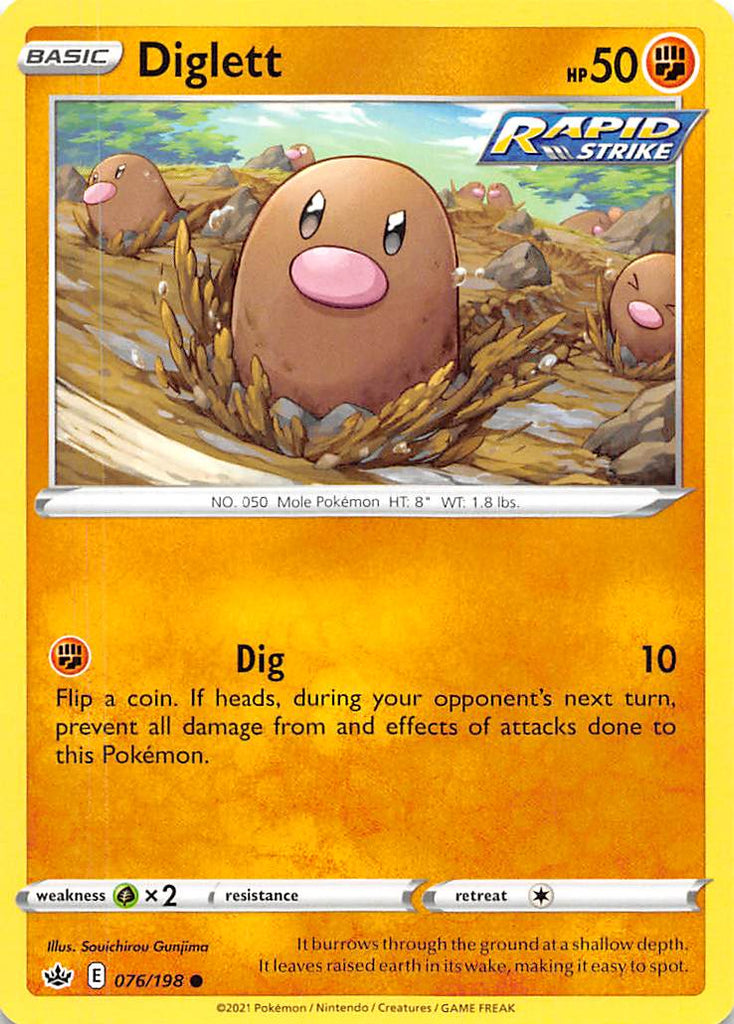 BASIC Diglett HP 50
RAPID
STRIKE
NO. 050 Mole Pokémon HT: 8" WT: 1.8 lbs.
Dig 10
Flip a coin. If heads, during your opponent's next turn,
prevent all damage from and effects of attacks done to
this Pokémon.
weakness ×2 resistance retreat
Illus. Souichirou Gunjima
It burrows through the ground at a shallow depth.
It leaves raised earth in its wake, making it easy to spot.
E 076/198
©2021 Pokémon / Nintendo / Creatures / GAME FREAK